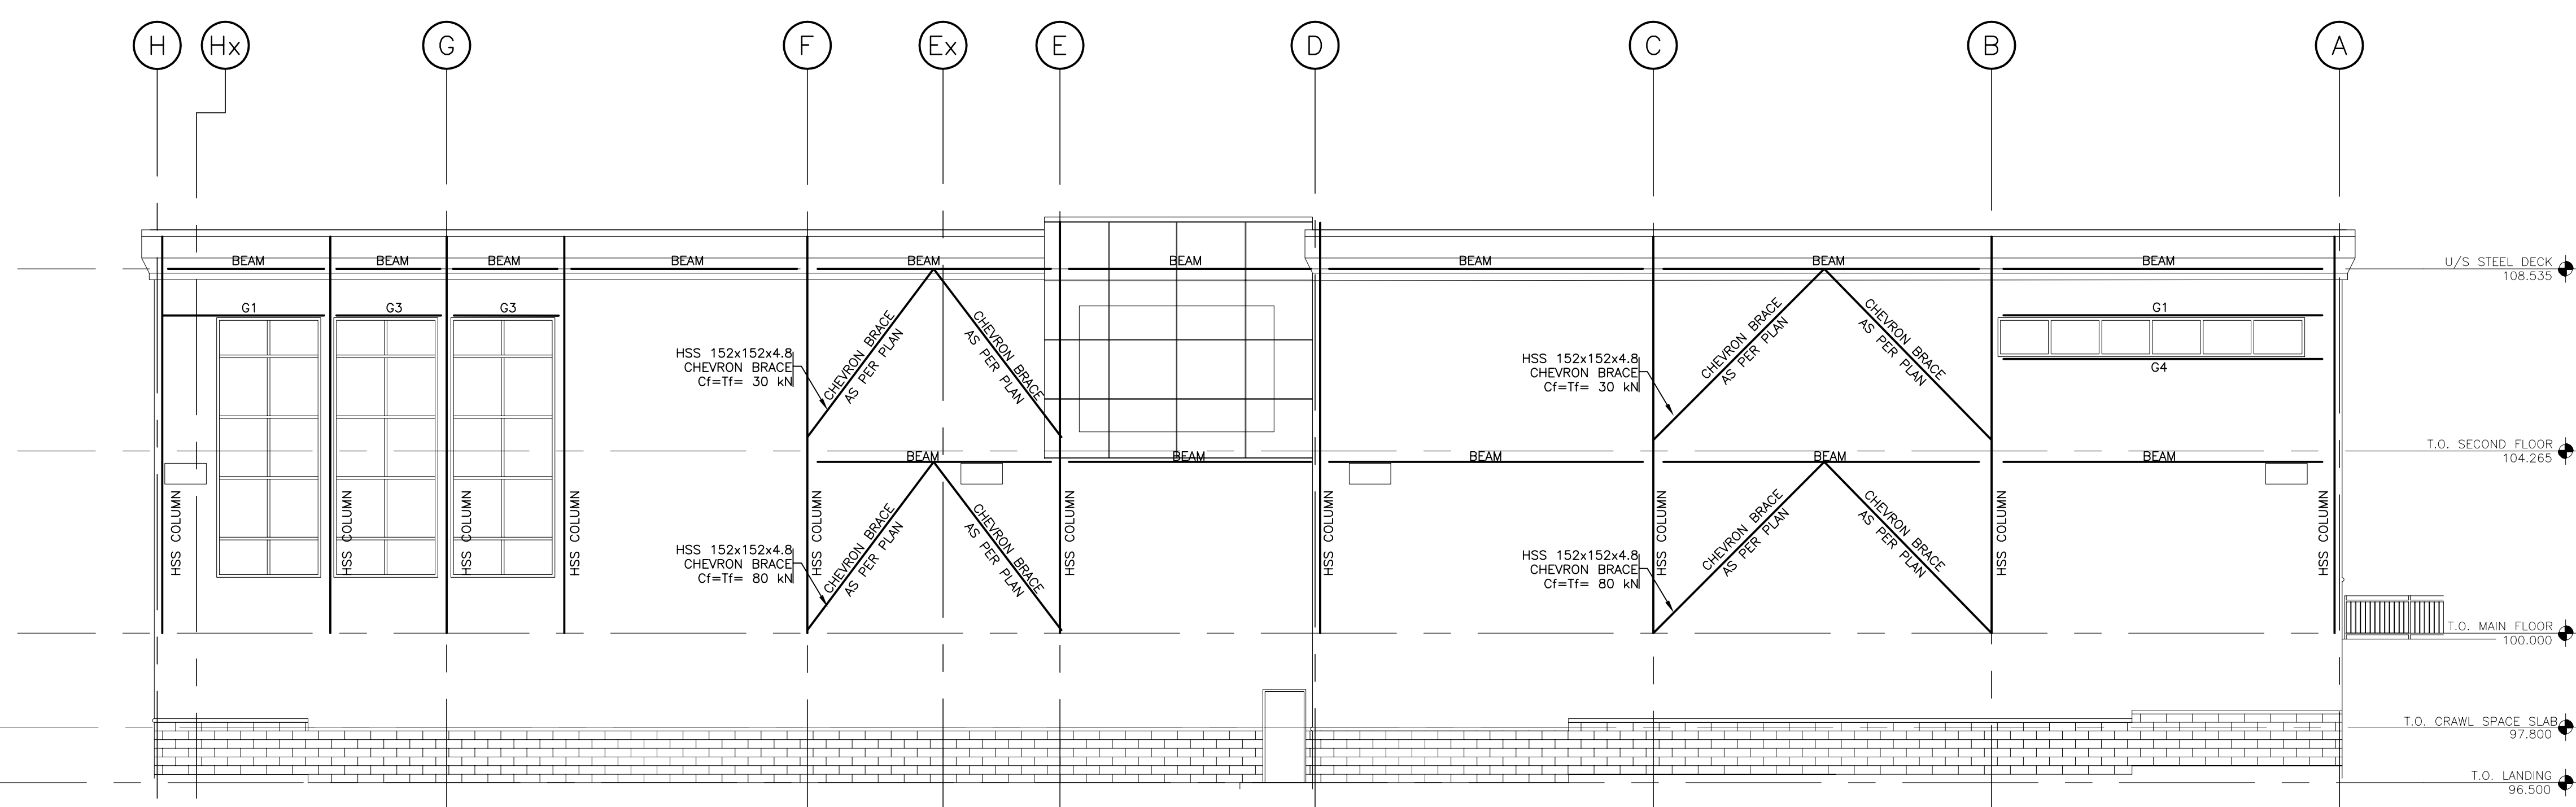 H
Hx
G
F
Ex
E
D
C
B
A
BEAM
BEAM
BEAM
BEAM
BEAM
BEAM
BEAM
BEAM
BEAM
U/S STEEL DECK
108.535
G1
G3
G3
G1
G4
HSS 152x152x4.8
CHEVRON BRACE
Cf=Tf= 30 kN
CHEVRON BRACE
AS PER PLAN
CHEVRON BRACE
AS PER PLAN
HSS 152x152x4.8
CHEVRON BRACE
Cf=Tf= 30 kN
CHEVRON BRACE
AS PER PLAN
CHEVRON BRACE
AS PER PLAN
T.O. SECOND FLOOR
104.265
BEAM
BEAM
BEAM
BEAM
BEAM
HSS COLUMN
HSS COLUMN
HSS COLUMN
HSS COLUMN
HSS 152x152x4.8
CHEVRON BRACE
Cf=Tf= 80 kN
HSS COLUMN
CHEVRON BRACE
AS PER PLAN
CHEVRON BRACE
AS PER PLAN
HSS COLUMN
HSS COLUMN
HSS 152x152x4.8
CHEVRON BRACE
Cf=Tf= 80 kN
HSS COLUMN
CHEVRON BRACE
AS PER PLAN
CHEVRON BRACE
AS PER PLAN
HSS COLUMN
HSS COLUMN
T.O. MAIN FLOOR
100.000
T.O. CRAWL SPACE SLAB
97.800
T.O. LANDING
96.500